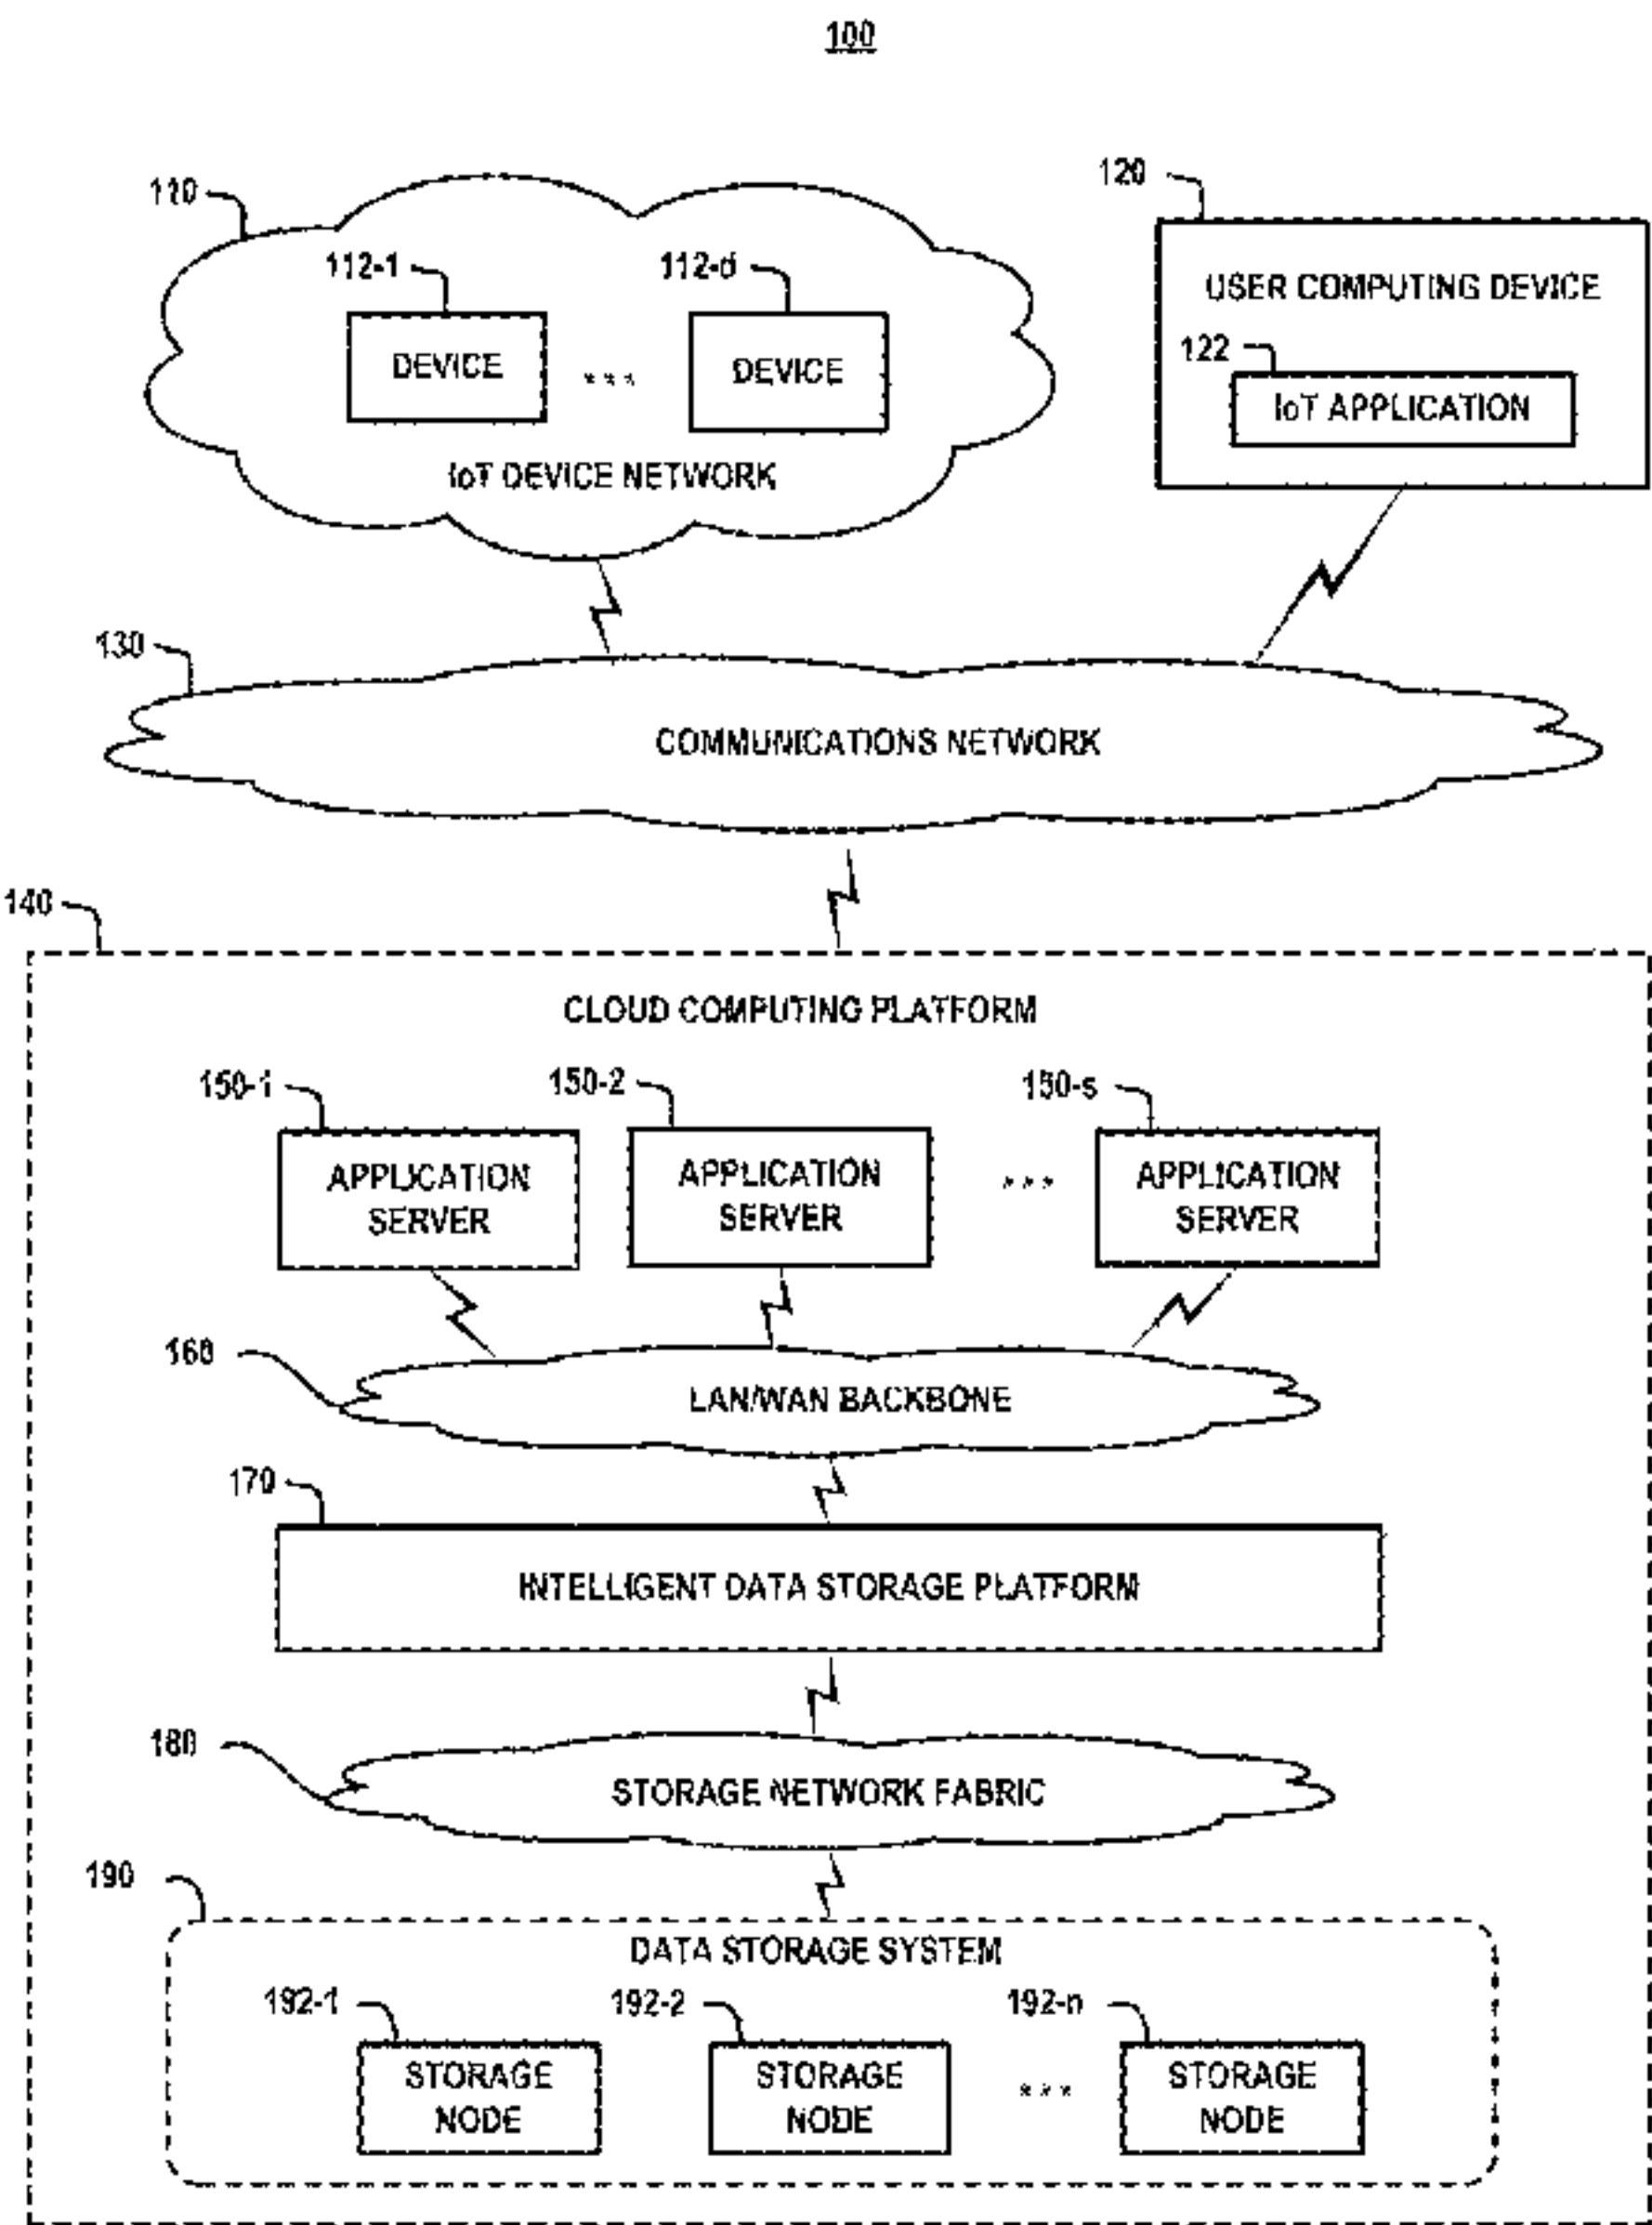 100
110
120
112-1
112-d
USER COMPUTING DEVICE
DEVICE
***
DEVICE
122
IoT APPLICATION
IoT DEVICE NETWORK
130
COMMUNICATIONS NETWORK
140
CLOUD COMPUTING PLATFORM
150-1
150-2
150-s
APPLICATION
SERVER
APPLICATION
SERVER
***
APPLICATION
SERVER
160
LAN/WAN BACKBONE
170
INTELLIGENT DATA STORAGE PLATFORM
180
STORAGE NETWORK FABRIC
190
DATA STORAGE SYSTEM
192-1
192-2
192-n
STORAGE
NODE
STORAGE
NODE
***
STORAGE
NODE